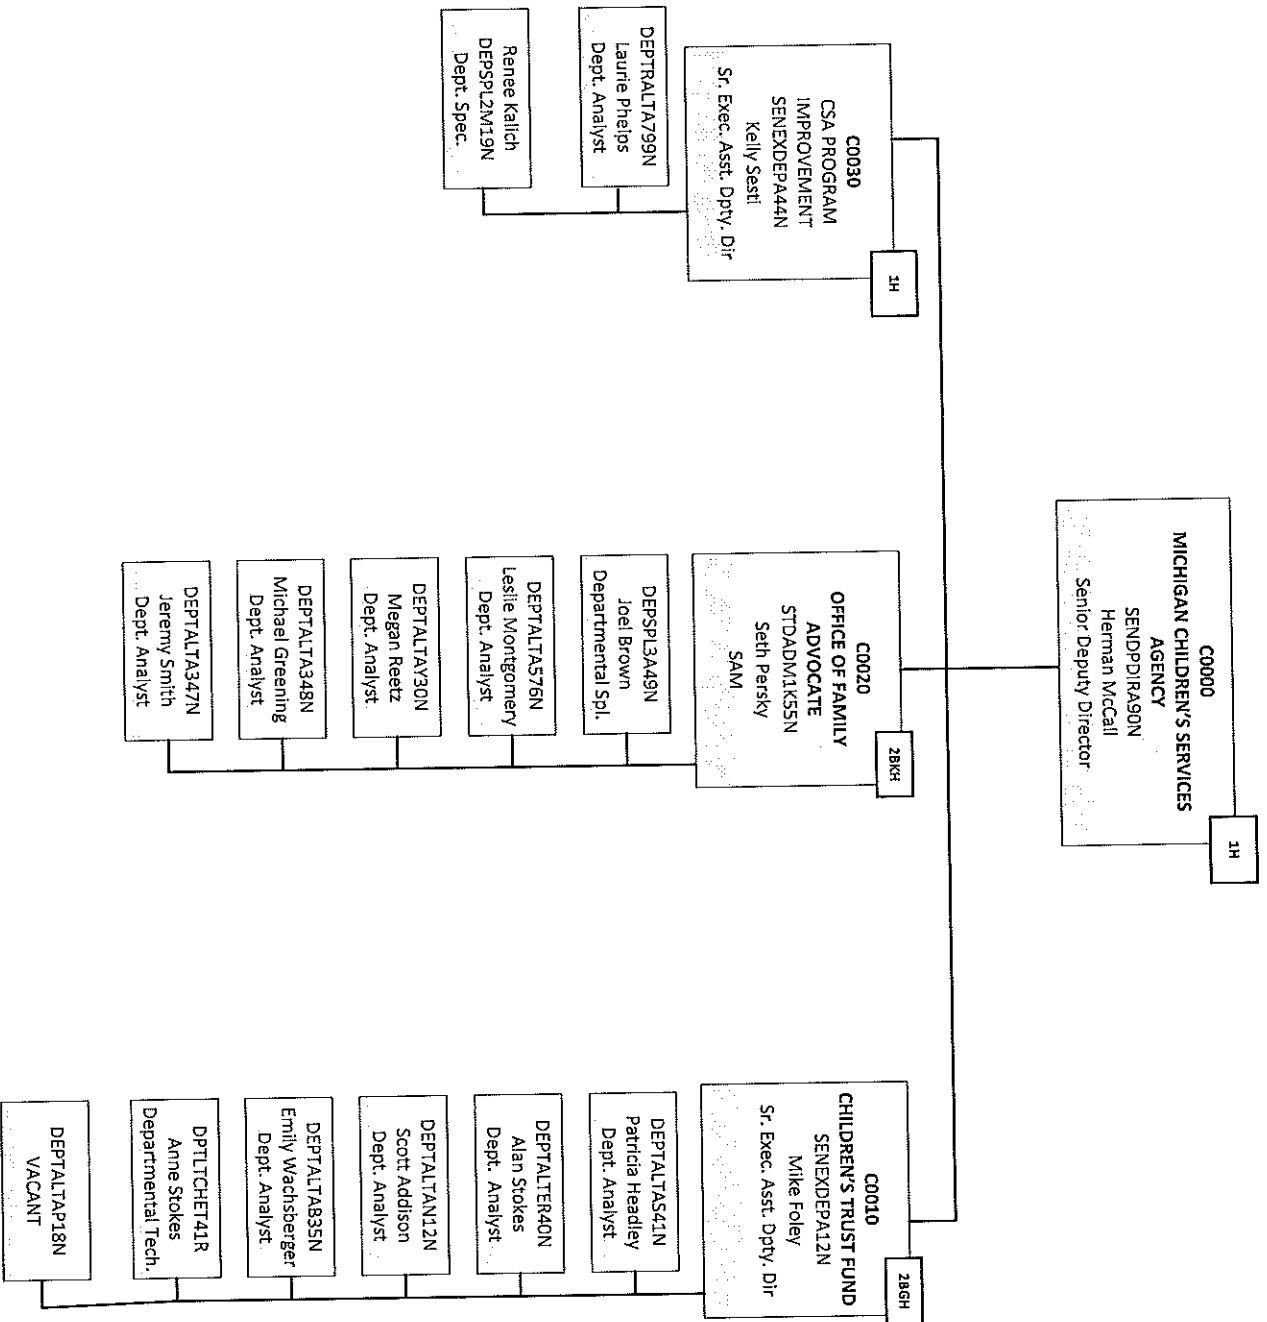 C0000
MICHIGAN CHILDREN'S SERVICES
AGENCY
SENDPDIRA90N
Herman McCall
Senior Deputy Director
1H
C0030
CSA PROGRAM
IMPROVEMENT
SENEXDEPA44N
Kelly Sesti
Sr. Exec. Asst. Dpty. Dir
1H
DEPTRALTA799N
Laurie Phelps
Dept. Analyst
Renee Kalich
DEPSPL2M19N
Dept. Spec.
C0020
OFFICE OF FAMILY
ADVOCATE
STDADM1K55N
Seth Persky
SAM
2BKH
DEPSPL3A49N
Joel Brown
Departmental Spl.
DEPTALTA576N
Leslie Montgomery
Dept. Analyst
DEPTALTAY30N
Megan Reetz
Dept. Analyst
DEPTALTA348N
Michael Greening
Dept. Analyst
DEPTALTA347N
Jeremy Smith
Dept. Analyst
C0010
CHILDREN'S TRUST FUND
SENEXDEPA12N
Mike Foley
Sr. Exec. Asst. Dpty. Dir
2BGH
DEPTALTAS41N
Patricia Headley
Dept. Analyst
DEPTALTER40N
Alan Stokes
Dept. Analyst
DEPTALTAN12N
Scott Addison
Dept. Analyst
DEPTALTAB35N
Emily Wachsberger
Dept. Analyst
DPTLTCHET41R
Anne Stokes
Departmental Tech.
DEPTALTAP18N
VACANT